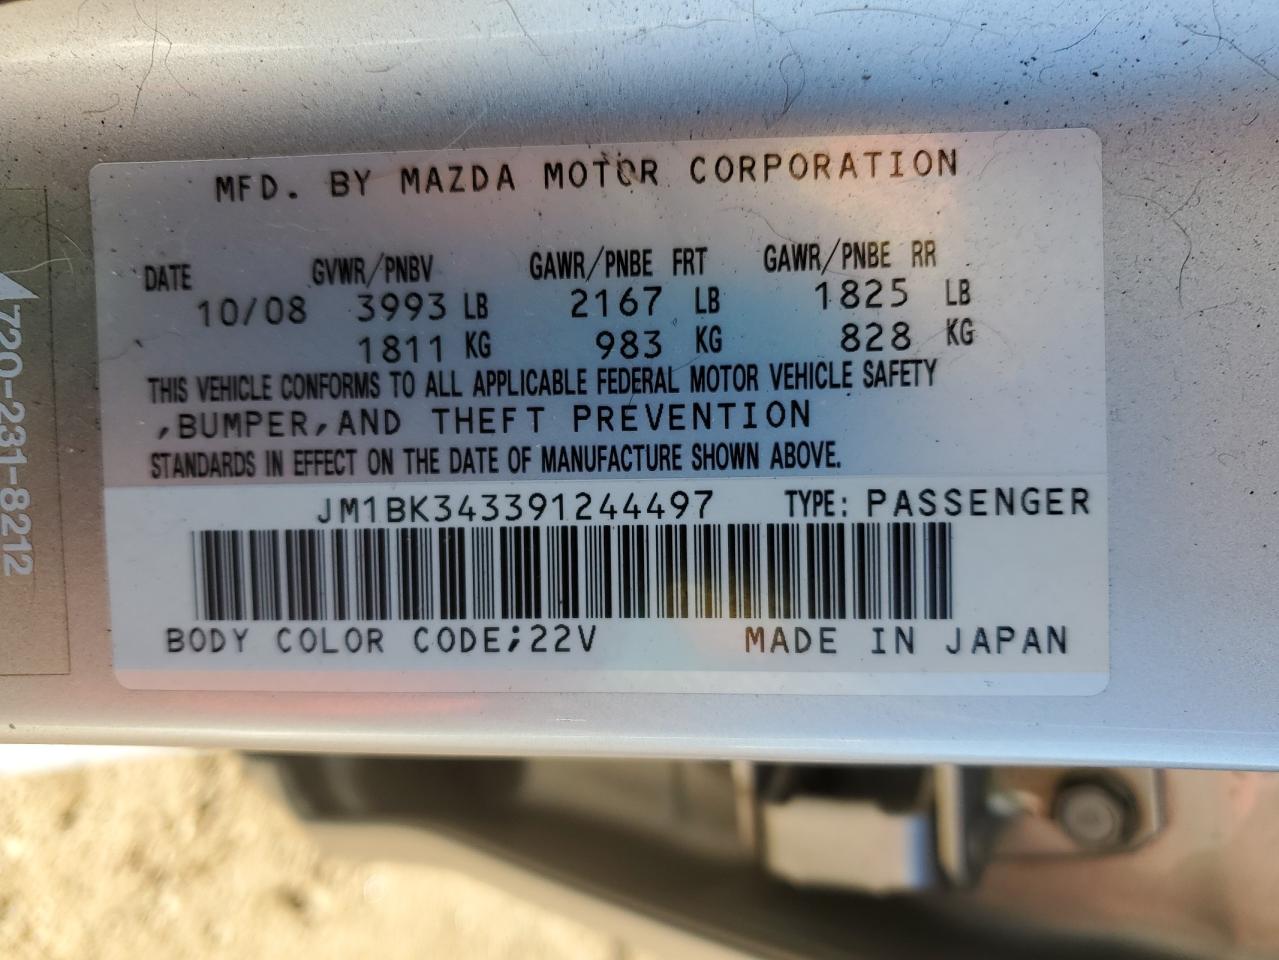 MFD. BY MAZDA MOTOR CORPORATION
DATE GVWR/PNBV GAWR/PNBE FRT GAWR/PNBE RR
10/08 3993 LB 2167 LB 1825 LB
1811 KG 983 KG 828 KG
THIS VEHICLE CONFORMS TO ALL APPLICABLE FEDERAL MOTOR VEHICLE SAFETY
,BUMPER,AND THEFT PREVENTION
STANDARDS IN EFFECT ON THE DATE OF MANUFACTURE SHOWN ABOVE.
JM1BK343391244497 TYPE: PASSENGER
BODY COLOR CODE;22V MADE IN JAPAN
720-231-8212